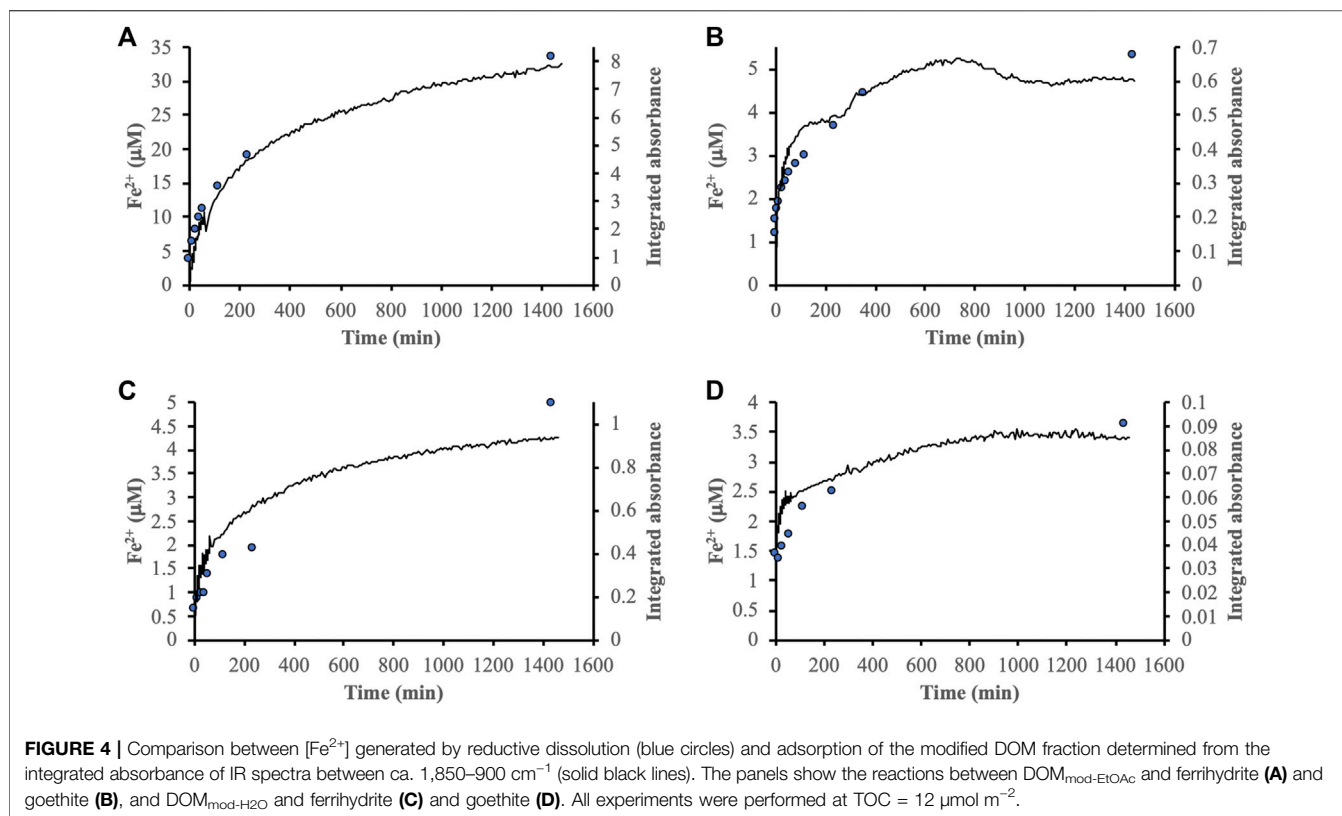 A
35
30
25
20
15
10
5
0
Fe²⁺ (µM)
8
7
6
5
4
3
2
1
0
Integrated absorbance
0 200 400 600 800 1000 1200 1400 1600
Time (min)
B
5
4
3
2
1
0
Fe²⁺ (µM)
0.7
0.6
0.5
0.4
0.3
0.2
0.1
0
Integrated absorbance
0 200 400 600 800 1000 1200 1400 1600
Time (min)
C
5
4.5
4
3.5
3
2.5
2
1.5
1
0.5
0
Fe²⁺ (µM)
1
0.8
0.6
0.4
0.2
0
Integrated absorbance
0 200 400 600 800 1000 1200 1400 1600
Time (min)
D
4
3.5
3
2.5
2
1.5
1
0.5
0
Fe²⁺ (µM)
0.1
0.09
0.08
0.07
0.06
0.05
0.04
0.03
0.02
0.01
0
Integrated absorbance
0 200 400 600 800 1000 1200 1400 1600
Time (min)
FIGURE 4 | Comparison between [Fe²⁺] generated by reductive dissolution (blue circles) and adsorption of the modified DOM fraction determined from the
integrated absorbance of IR spectra between ca. 1,850–900 cm⁻¹ (solid black lines). The panels show the reactions between DOMmod-EtOAc and ferrihydrite (A) and
goethite (B), and DOMmod-H2O and ferrihydrite (C) and goethite (D). All experiments were performed at TOC = 12 µmol m⁻².